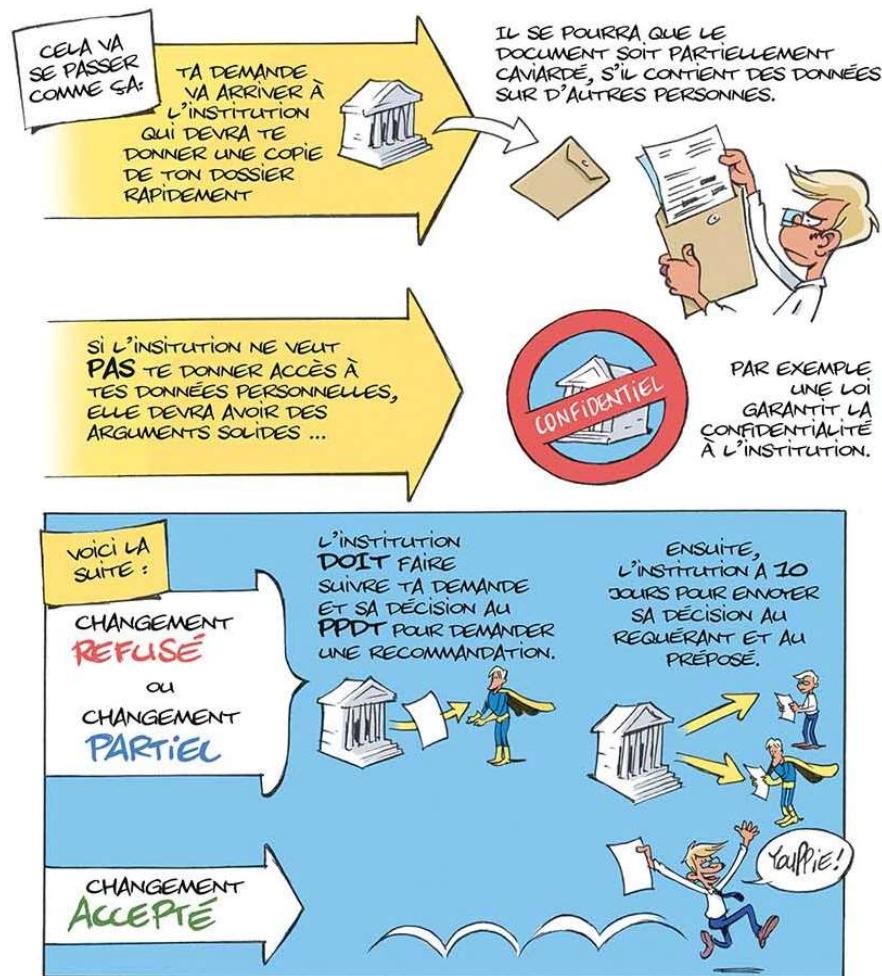 CELA VA
SE PASSER
COMME ÇA:
TA DEMANDE
VA ARRIVER À
L'INSTITUTION
QUI DEVRA TE
DONNER UNE COPIE
DE TON DOSSIER
RAPIDEMENT
IL SE POURRA QUE LE
DOCUMENT SOIT PARTIELLEMENT
CAVIARDÉ, S'IL CONTIENT DES DONNÉES
SUR D'AUTRES PERSONNES.
SI L'INSITUTION NE VEUT
PAS TE DONNER ACCÈS À
TES DONNÉES PERSONNELLES,
ELLE DEVRA AVOIR DES
ARGUMENTS SOLIDES ...
CONFIDENTIEL
PAR EXEMPLE
UNE LOI
GARANTIT LA
CONFIDENTIALITÉ
À L'INSTITUTION.
VOICI LA
SUITE :
CHANGEMENT
REFUSÉ
OU
CHANGEMENT
PARTIEL
L'INSTITUTION
DOIT FAIRE
SUIVRE TA DEMANDE
ET SA DÉCISION AU
PPDT POUR DEMANDER
UNE RECOMMANDATION.
ENSUITE,
L'INSTITUTION A 10
JOURS POUR ENVOYER
SA DÉCISION AU
REQUÉRANT ET AU
PRÉPOSÉ.
CHANGEMENT
ACCEPTÉ
YOUPPIE!